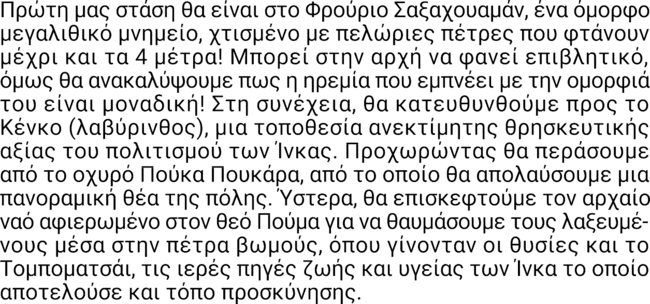 Πρώτη μας στάση θα είναι στο Φρούριο Σαξαχουαμάν, ένα όμορφο
μεγαλιθικό μνημείο, χτισμένο με πελώριες πέτρες που φτάνουν
μέχρι και τα 4 μέτρα! Μπορεί στην αρχή να φανεί επιβλητικό,
όμως θα ανακαλύψουμε πως η ηρεμία που εμπνέει με την ομορφιά
του είναι μοναδική! Στη συνέχεια, θα κατευθυνθούμε προς το
Κένκο (λαβύρινθος), μια τοποθεσία ανεκτίμητης θρησκευτικής
αξίας του πολιτισμού των Ίνκας. Προχωρώντας θα περάσουμε
από το οχυρό Πούκα Πουκάρα, από το οποίο θα απολαύσουμε μια
πανοραμική θέα της πόλης. Ύστερα, θα επισκεφτούμε τον αρχαίο
ναό αφιερωμένο στον θεό Πούμα για να θαυμάσουμε τους λαξευμέ-
νους μέσα στην πέτρα βωμούς, όπου γίνονταν οι θυσίες και το
Τομποματσάι, τις ιερές πηγές ζωής και υγείας των Ίνκα το οποίο
αποτελούσε και τόπο προσκύνησης.